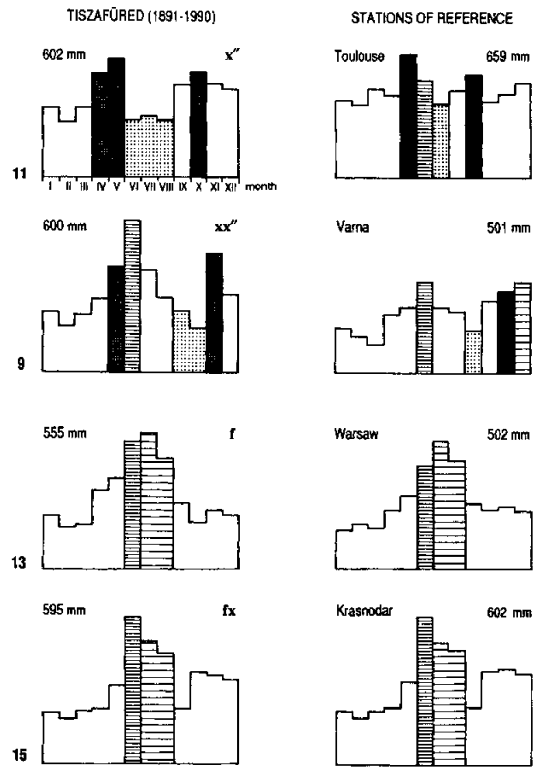 TISZAFÜRED (1891-1990) STATIONS OF REFERENCE
602 mm x″ Toulouse 659 mm
11
I II III IV V VI VII VIII IX X XI XII month
600 mm xx″ Varna 501 mm
9
555 mm f Warsaw 502 mm
13
595 mm fx Krasnodar 602 mm
15